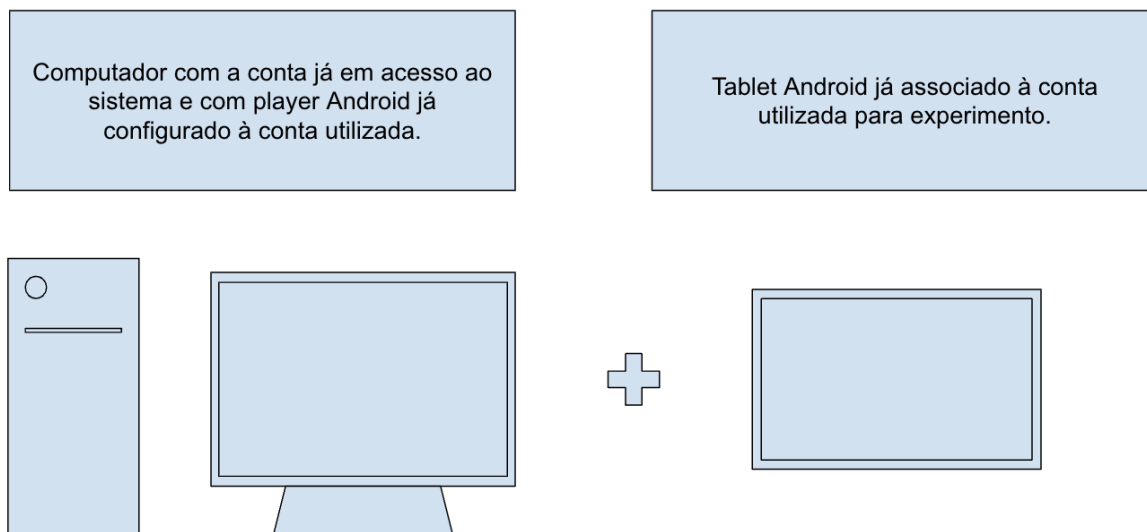 Computador com a conta já em acesso ao
sistema e com player Android já
configurado à conta utilizada.
Tablet Android já associado à conta
utilizada para experimento.